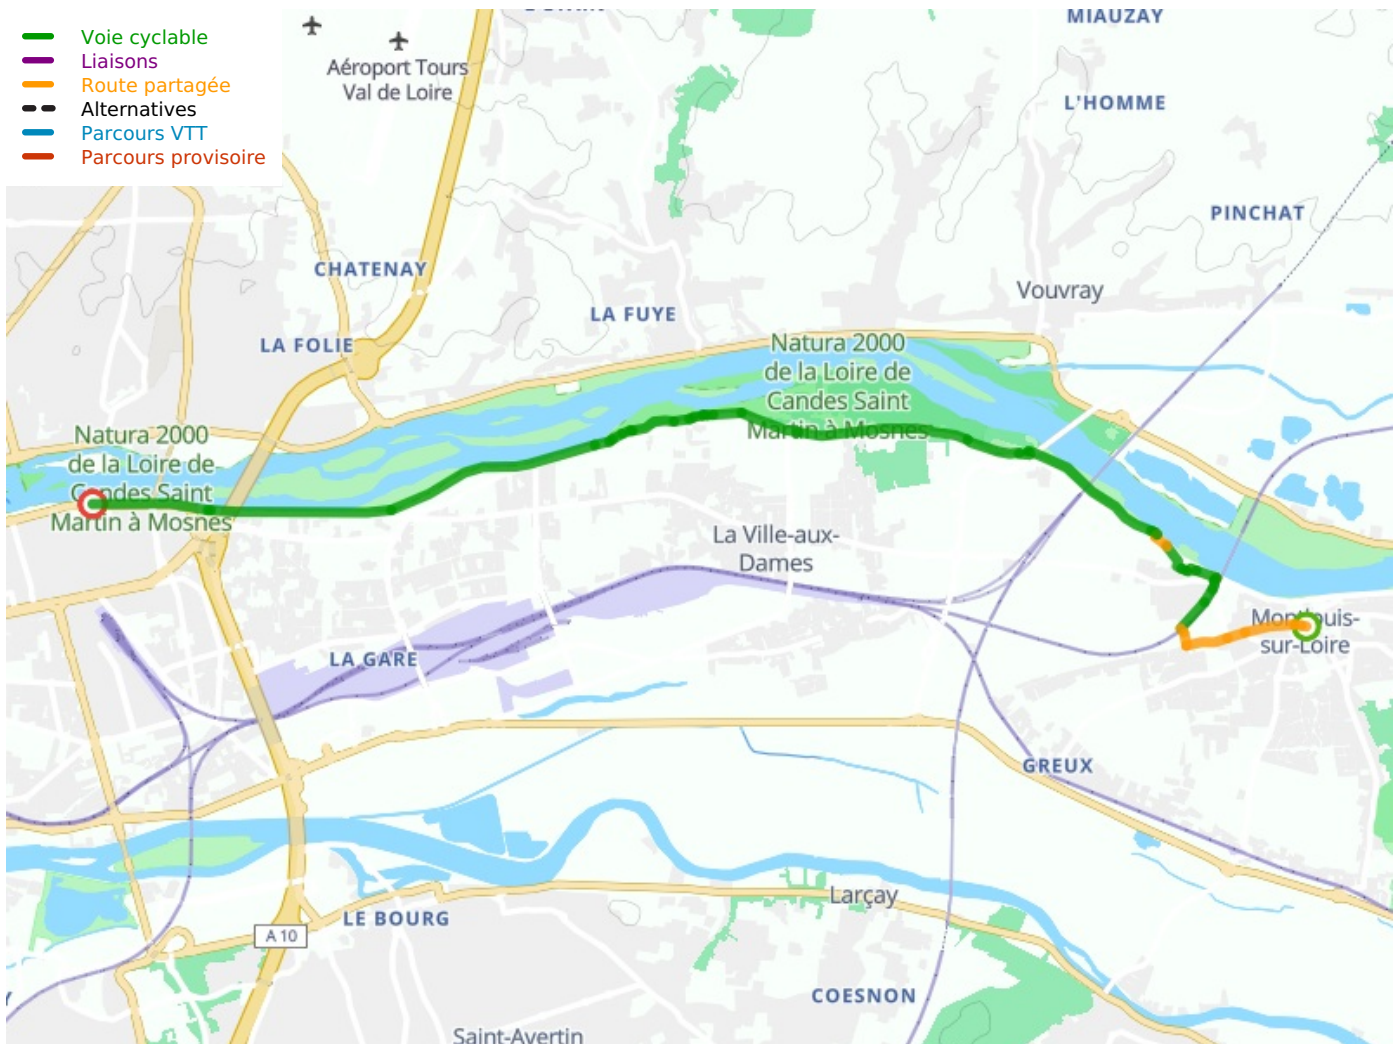 Voie cyclable
Liaisons
Route partagée
Alternatives
Parcours VTT
Parcours provisoire
MIAUZAY
Aéroport Tours
Val de Loire
L'HOMME
PINCHAT
CHATENAY
Vouvray
LA FUYE
LA FOLIE
Natura 2000
de la Loire de
Candes Saint
Martin à Mosnes
Natura 2000
de la Loire de
Candes Saint
Martin à Mosnes
La Ville-aux-
Dames
Montlouis-
sur-Loire
LA GARE
GREUX
Larçay
LE BOURG
A 10
COESNON
Saint-Avertin